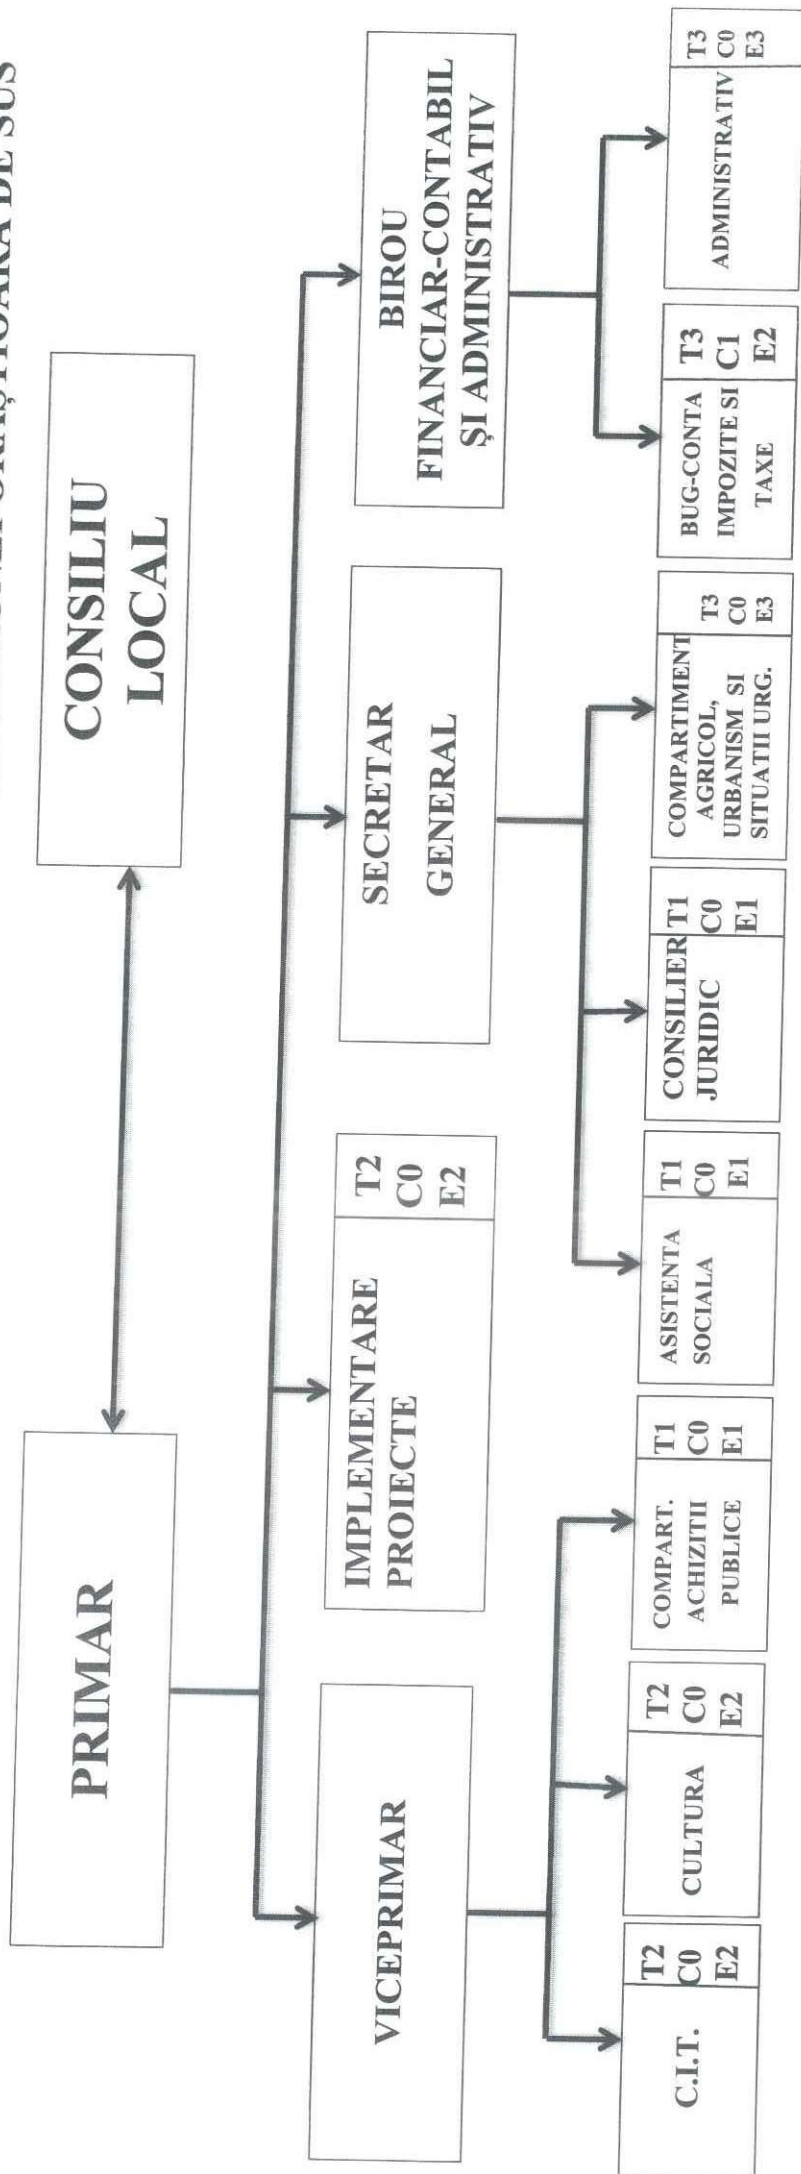 ORĂȘTIOARA DE SUS
PRIMAR
CONSILIU
LOCAL
VICEPRIMAR
IMPLEMENTARE
PROIECTE
T2
C0
E2
SECRETAR
GENERAL
BIROU
FINANCIAR-CONTABIL
ȘI ADMINISTRATIV
C.I.T.
T2
C0
E2
CULTURA
T2
C0
E2
COMPART.
ACHIZITII
PUBLICE
T1
C0
E1
ASISTENTA
SOCIALA
T1
C0
E1
CONSILIER
JURIDIC
T1
C0
E1
COMPARTIMENT
AGRICOL,
URBANISM SI
SITUATII URG.
T3
C0
E3
BUG-CONTA
IMPOZITE SI
TAXE
T3
C1
E2
ADMINISTRATIV
T3
C0
E3